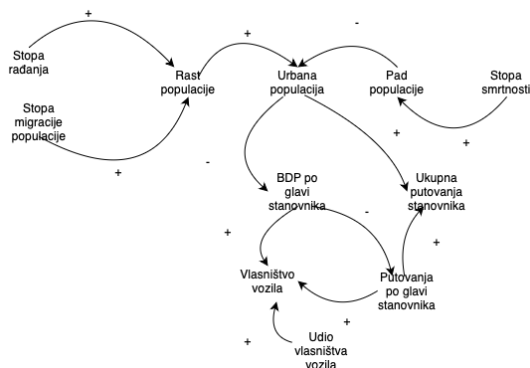 +
+
-
Stopa
rađanja
Rast
populacije
Urbana
populacija
Pad
populacije
Stopa
smrtnosti
Stopa
migracije
populacije
+
+
+
-
BDP po
glavi
stanovnika
Ukupna
putovanja
stanovnika
-
+
+
Vlasništvo
vozila
Putovanja
po glavi
stanovnika
+
+
Udio
vlasništva
vozila